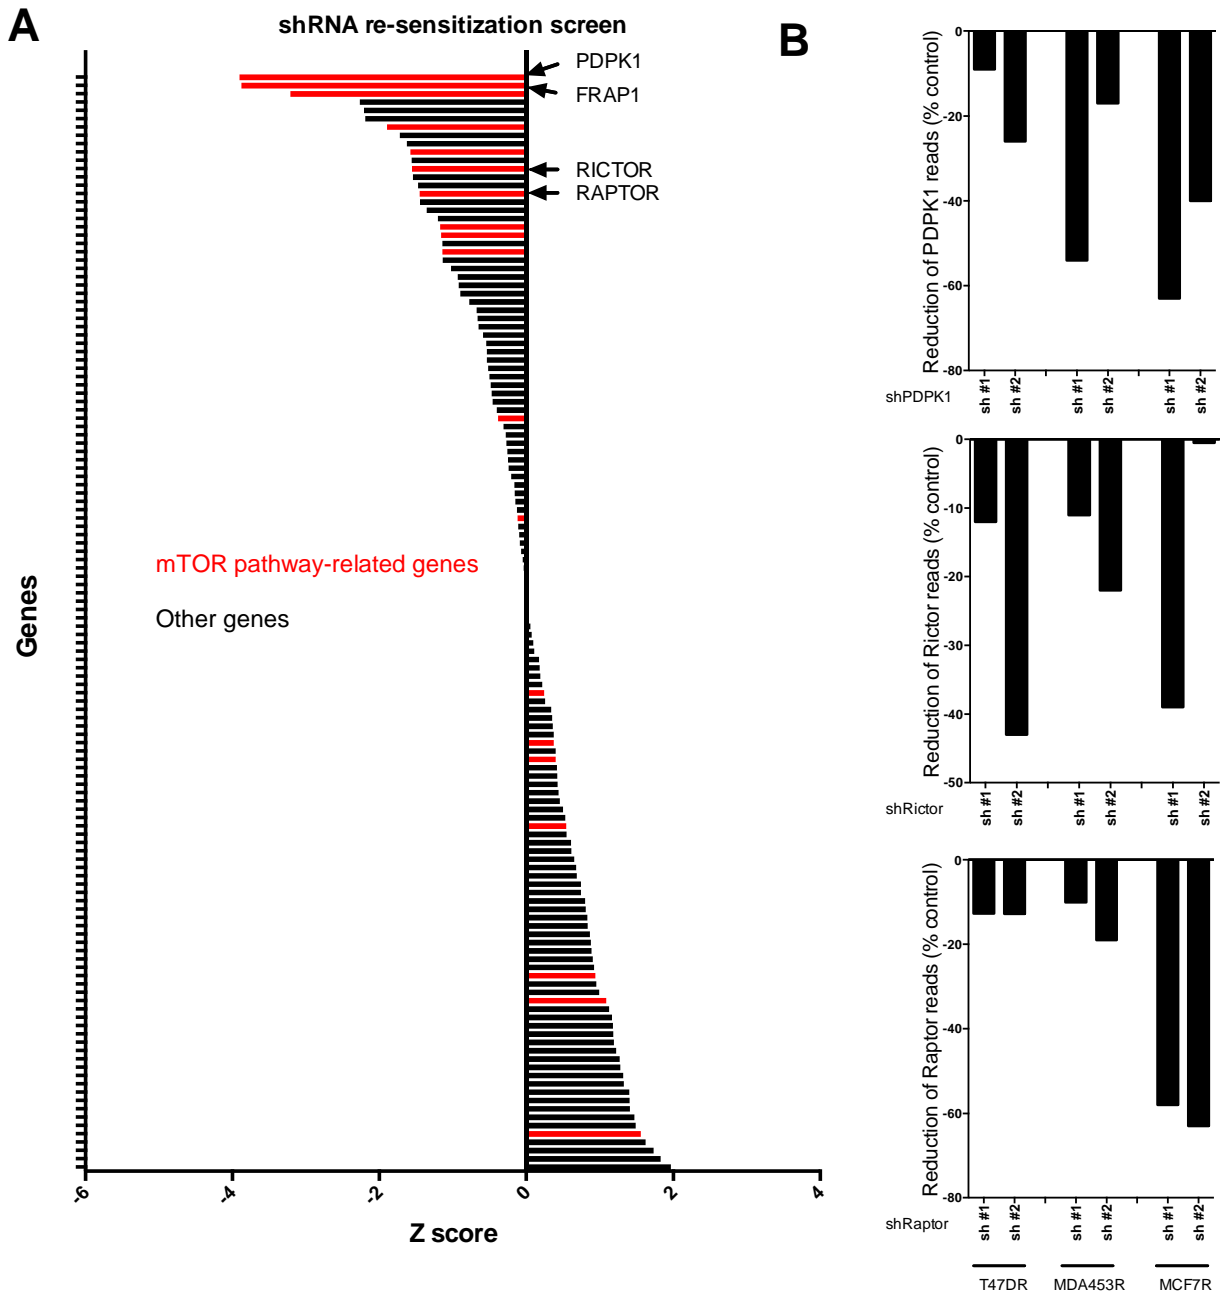 A
shRNA re-sensitization screen
PDPK1
FRAP1
RICTOR
RAPTOR
mTOR pathway-related genes
Other genes
Genes
-6
-4
-2
0
2
4
Z score
B
Reduction of PDPK1 reads (% control)
0
-20
-40
-60
-80
shPDPK1
sh #1
sh #2
sh #1
sh #2
sh #1
sh #2
Reduction of Rictor reads (% control)
0
-10
-20
-30
-40
-50
shRictor
sh #1
sh #2
sh #1
sh #2
sh #1
sh #2
Reduction of Raptor reads (% control)
0
-20
-40
-60
-80
shRaptor
sh #1
sh #2
sh #1
sh #2
sh #1
sh #2
T47DR
MDA453R
MCF7R